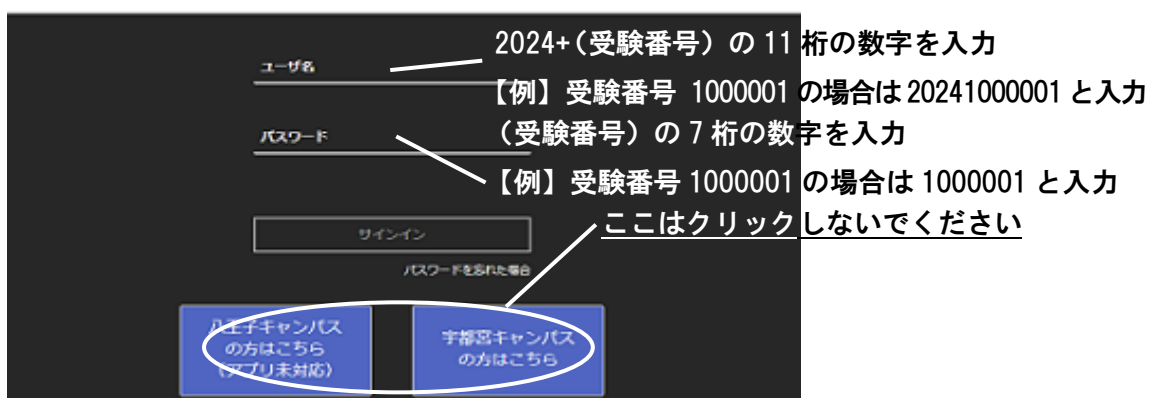 2024+(受験番号)の 11 桁の数字を入力
ユーザ名
【例】受験番号 1000001 の場合は 20241000001 と入力
(受験番号)の 7 桁の数字を入力
パスワード
【例】受験番号 1000001 の場合は 1000001 と入力
ここはクリックしないでください
サインイン
パスワードを忘れた場合
八王子キャンパス
の方はこちら
(アプリ未対応)
宇都宮キャンパス
の方はこちら